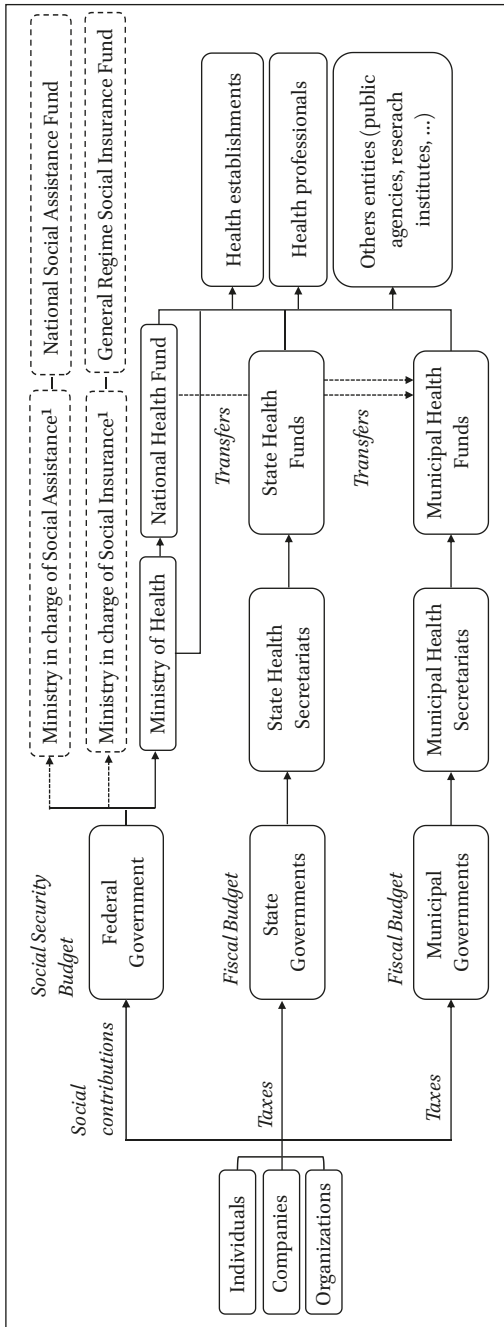 Individuals
Companies
Organizations
Social
contributions
Taxes
Taxes
Social Security
Budget
Federal
Government
Fiscal Budget
State
Governments
Fiscal Budget
Municipal
Governments
Ministry in charge of Social Assistance¹
Ministry in charge of Social Insurance¹
Ministry of Health
State Health
Secretariats
Municipal Health
Secretariats
National Social Assistance Fund
General Regime Social Insurance Fund
National Health Fund
Transfers
State Health
Funds
Transfers
Municipal Health
Funds
Health establishments
Health professionals
Others entities (public
agencies, reserach
institutes, ...)